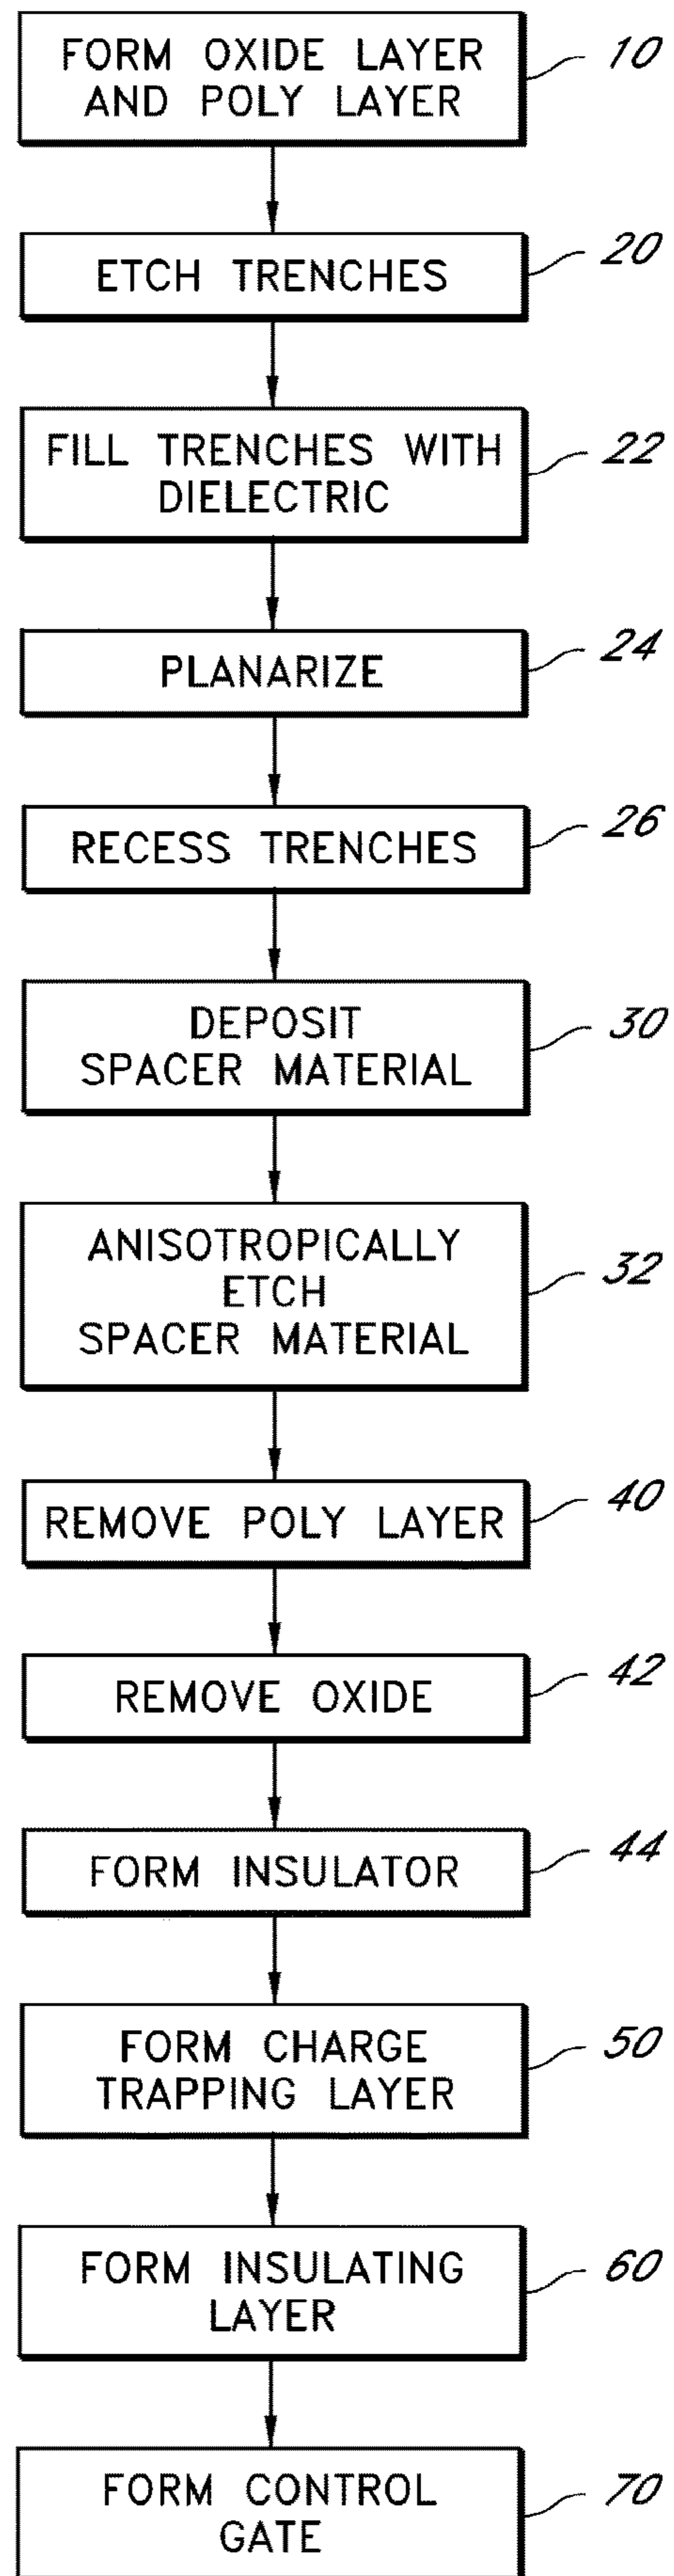 FORM OXIDE LAYER
AND POLY LAYER
10
ETCH TRENCHES
20
FILL TRENCHES WITH
DIELECTRIC
22
PLANARIZE
24
RECESS TRENCHES
26
DEPOSIT
SPACER MATERIAL
30
ANISOTROPICALLY
ETCH
SPACER MATERIAL
32
REMOVE POLY LAYER
40
REMOVE OXIDE
42
FORM INSULATOR
44
FORM CHARGE
TRAPPING LAYER
50
FORM INSULATING
LAYER
60
FORM CONTROL
GATE
70